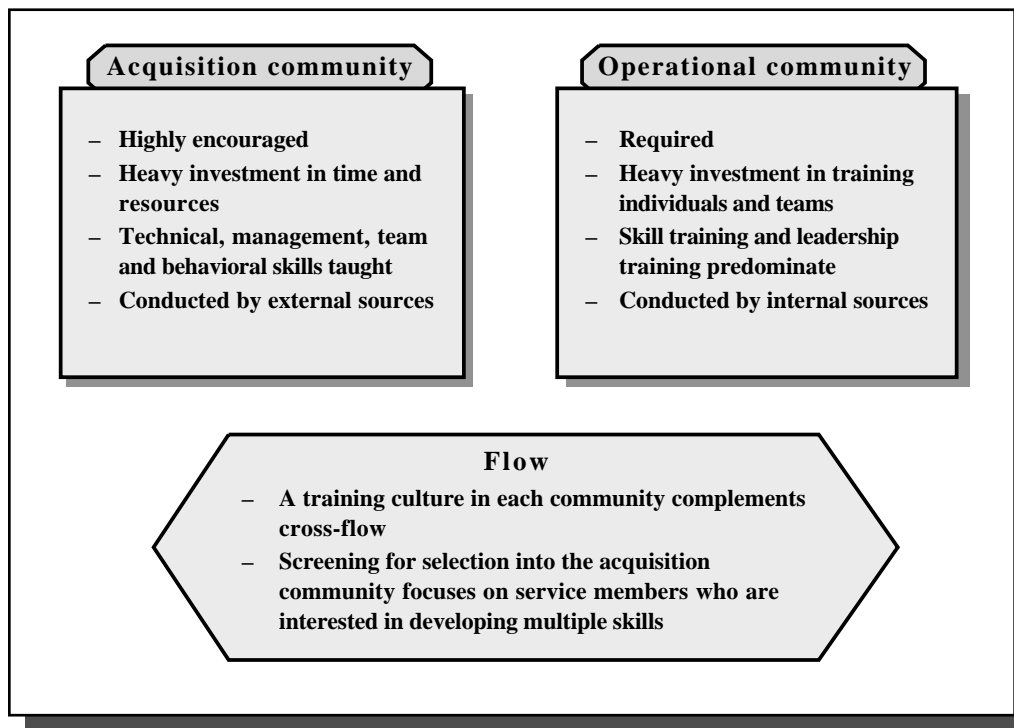 Acquisition community
– Highly encouraged
– Heavy investment in time and
resources
– Technical, management, team
and behavioral skills taught
– Conducted by external sources
Operational community
– Required
– Heavy investment in training
individuals and teams
– Skill training and leadership
training predominate
– Conducted by internal sources
Flow
– A training culture in each community complements
cross-flow
– Screening for selection into the acquisition
community focuses on service members who are
interested in developing multiple skills